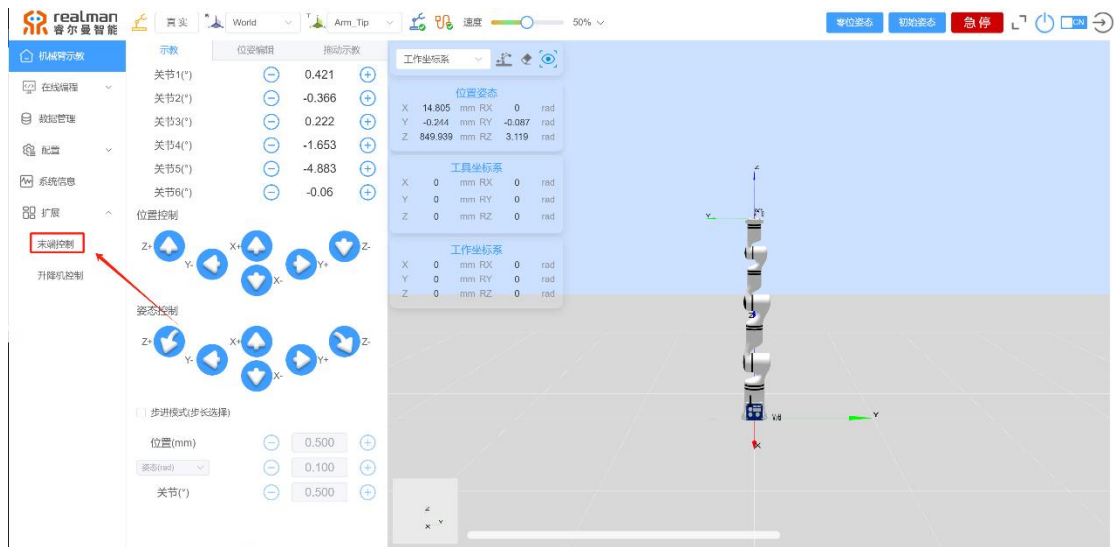 realman 睿尔曼智能 真实 World Arm_Tip 速度 50% 零位姿态 初始姿态 急停 CN
机械臂示教
在线编程
数据管理
配置
系统信息
扩展
末端控制
升降机控制
示教 位姿编辑 拖动示教
关节1(°) 0.421
关节2(°) -0.366
关节3(°) 0.222
关节4(°) -1.653
关节5(°) -4.883
关节6(°) -0.06
位置控制
Z+ Y- X+ X- Y+ Z-
姿态控制
Z+ Y- X+ X- Y+ Z-
步进模式(步长选择)
位置(mm) 0.500
姿态(rad) 0.100
关节(°) 0.500
工作坐标系
位置姿态
X 14.805 mm RX 0 rad
Y -0.244 mm RY -0.087 rad
Z 849.939 mm RZ 3.119 rad
工具坐标系
X 0 mm RX 0 rad
Y 0 mm RY 0 rad
Z 0 mm RZ 0 rad
工作坐标系
X 0 mm RX 0 rad
Y 0 mm RY 0 rad
Z 0 mm RZ 0 rad
Z
Y
Z
Y
X
Z
X Y